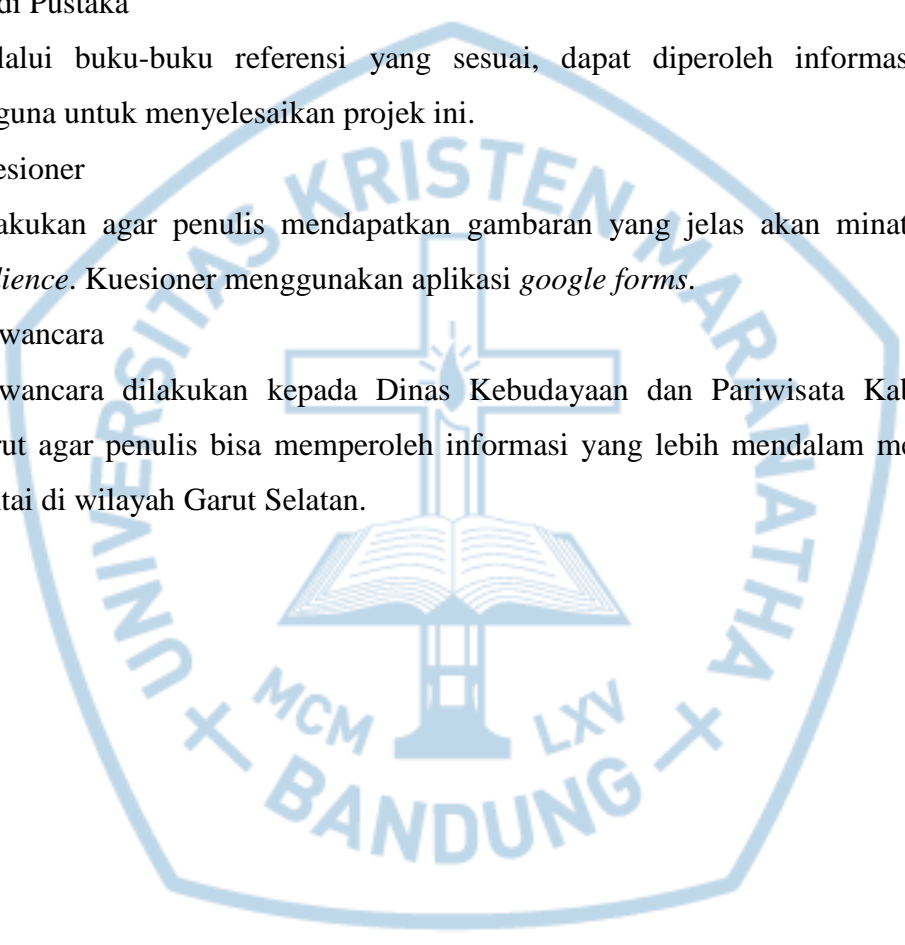 di Pustaka
lalui buku-buku referensi yang sesuai, dapat diperoleh informas
guna untuk menyelesaikan projek ini.
esioner
akukan agar penulis mendapatkan gambaran yang jelas akan minat
lience. Kuesioner menggunakan aplikasi google forms.
wancara
wancara dilakukan kepada Dinas Kebudayaan dan Pariwisata Kab
ut agar penulis bisa memperoleh informasi yang lebih mendalam me
tai di wilayah Garut Selatan.
UNIVERSITAS KRISTEN MARANATHA
MCM LXV
BANDUNG